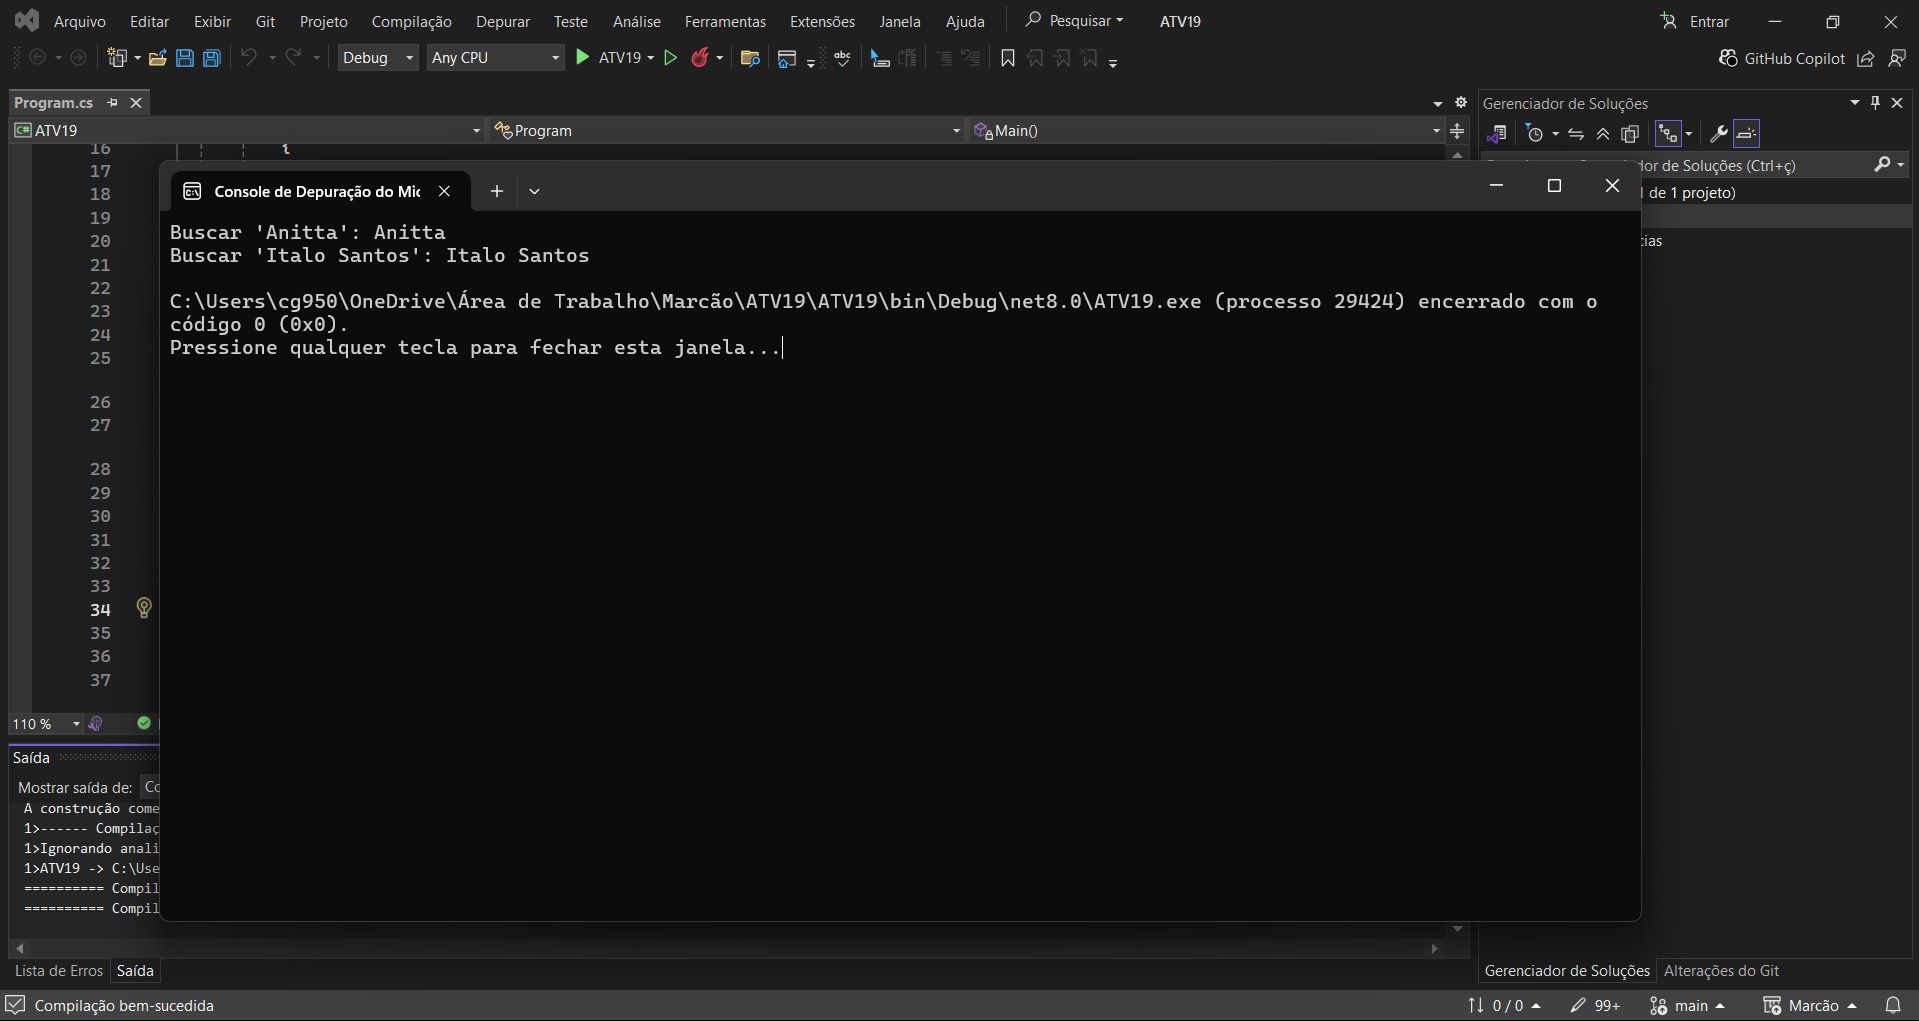 Arquivo Editar Exibir Git Projeto Compilação Depurar Teste Análise Ferramentas Extensões Janela Ajuda Pesquisar ATV19 Entrar
Debug Any CPU ATV19 GitHub Copilot
Program.cs
ATV19 Program Main()
Gerenciador de Soluções
16
17
18
19
20
21
22
23
24
25
26
27
28
29
30
31
32
33
34
35
36
37
Console de Depuração do Mic
Buscar 'Anitta': Anitta
Buscar 'Italo Santos': Italo Santos
C:\Users\cg950\OneDrive\Área de Trabalho\Marcão\ATV19\ATV19\bin\Debug\net8.0\ATV19.exe (processo 29424) encerrado com o
código 0 (0x0).
Pressione qualquer tecla para fechar esta janela...
dor de Soluções (Ctrl+ç)
de 1 projeto)
cias
110 %
Saída
Mostrar saída de: Co
A construção come
1>------ Compilaç
1>Ignorando anali
1>ATV19 -> C:\Use
========== Compil
========== Compil
Lista de Erros Saída
Gerenciador de Soluções Alterações do Git
Compilação bem-sucedida 0 / 0 99+ main Marcão